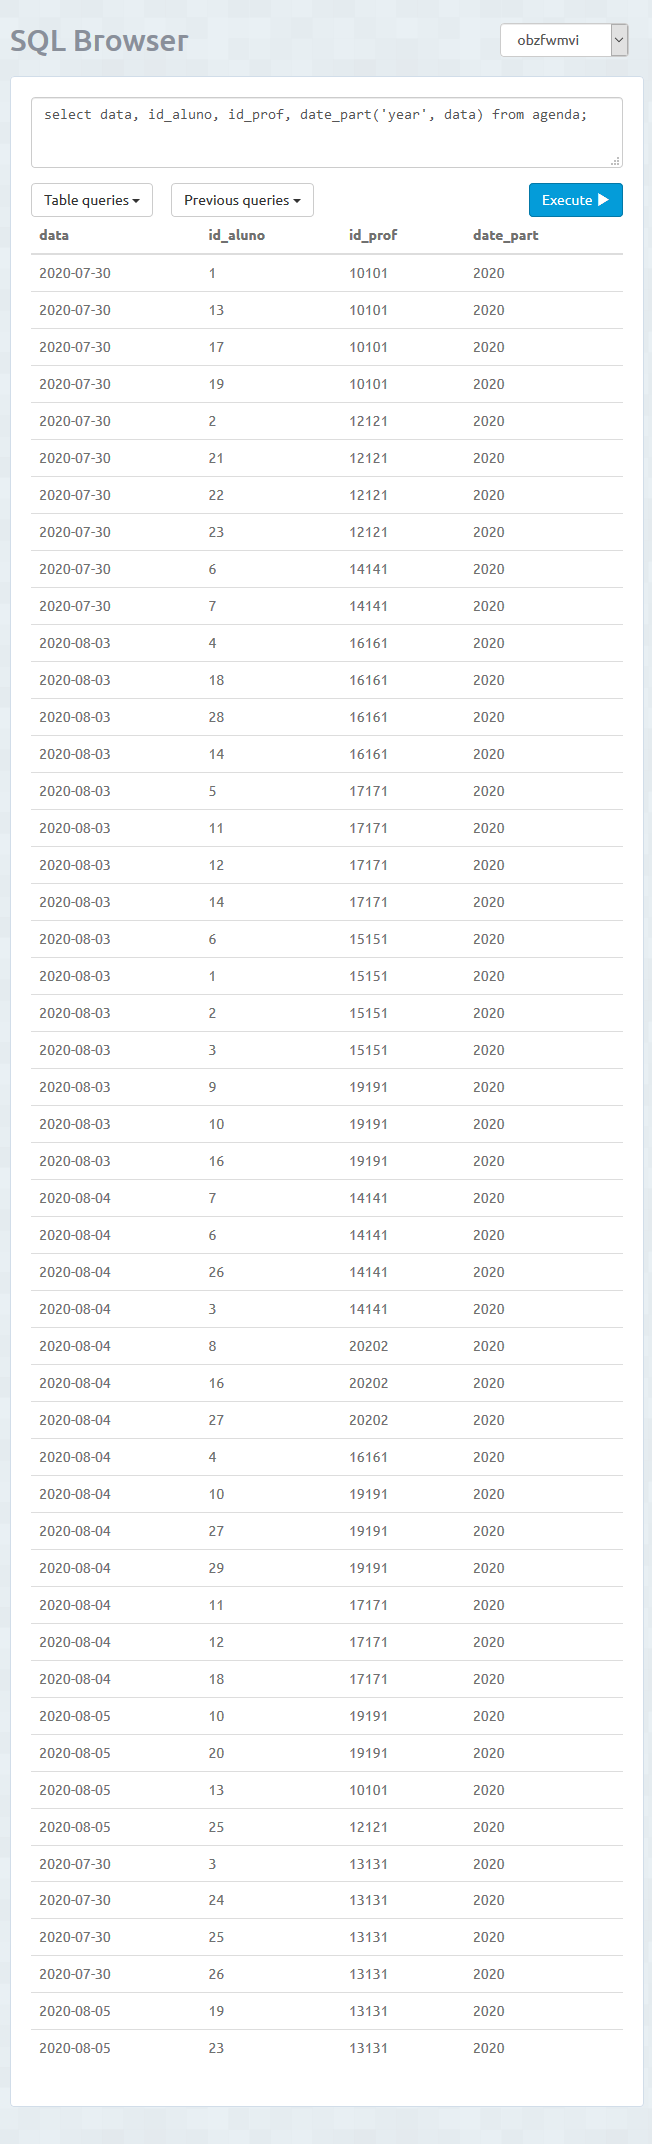 SQL Browser
obzfwmvi
select data, id_aluno, id_prof, date_part('year', data) from agenda;
Table queries Previous queries Execute
data id_aluno id_prof date_part
2020-07-30 1 10101 2020
2020-07-30 13 10101 2020
2020-07-30 17 10101 2020
2020-07-30 19 10101 2020
2020-07-30 2 12121 2020
2020-07-30 21 12121 2020
2020-07-30 22 12121 2020
2020-07-30 23 12121 2020
2020-07-30 6 14141 2020
2020-07-30 7 14141 2020
2020-08-03 4 16161 2020
2020-08-03 18 16161 2020
2020-08-03 28 16161 2020
2020-08-03 14 16161 2020
2020-08-03 5 17171 2020
2020-08-03 11 17171 2020
2020-08-03 12 17171 2020
2020-08-03 14 17171 2020
2020-08-03 6 15151 2020
2020-08-03 1 15151 2020
2020-08-03 2 15151 2020
2020-08-03 3 15151 2020
2020-08-03 9 19191 2020
2020-08-03 10 19191 2020
2020-08-03 16 19191 2020
2020-08-04 7 14141 2020
2020-08-04 6 14141 2020
2020-08-04 26 14141 2020
2020-08-04 3 14141 2020
2020-08-04 8 20202 2020
2020-08-04 16 20202 2020
2020-08-04 27 20202 2020
2020-08-04 4 16161 2020
2020-08-04 10 19191 2020
2020-08-04 27 19191 2020
2020-08-04 29 19191 2020
2020-08-04 11 17171 2020
2020-08-04 12 17171 2020
2020-08-04 18 17171 2020
2020-08-05 10 19191 2020
2020-08-05 20 19191 2020
2020-08-05 13 10101 2020
2020-08-05 25 12121 2020
2020-07-30 3 13131 2020
2020-07-30 24 13131 2020
2020-07-30 25 13131 2020
2020-07-30 26 13131 2020
2020-08-05 19 13131 2020
2020-08-05 23 13131 2020